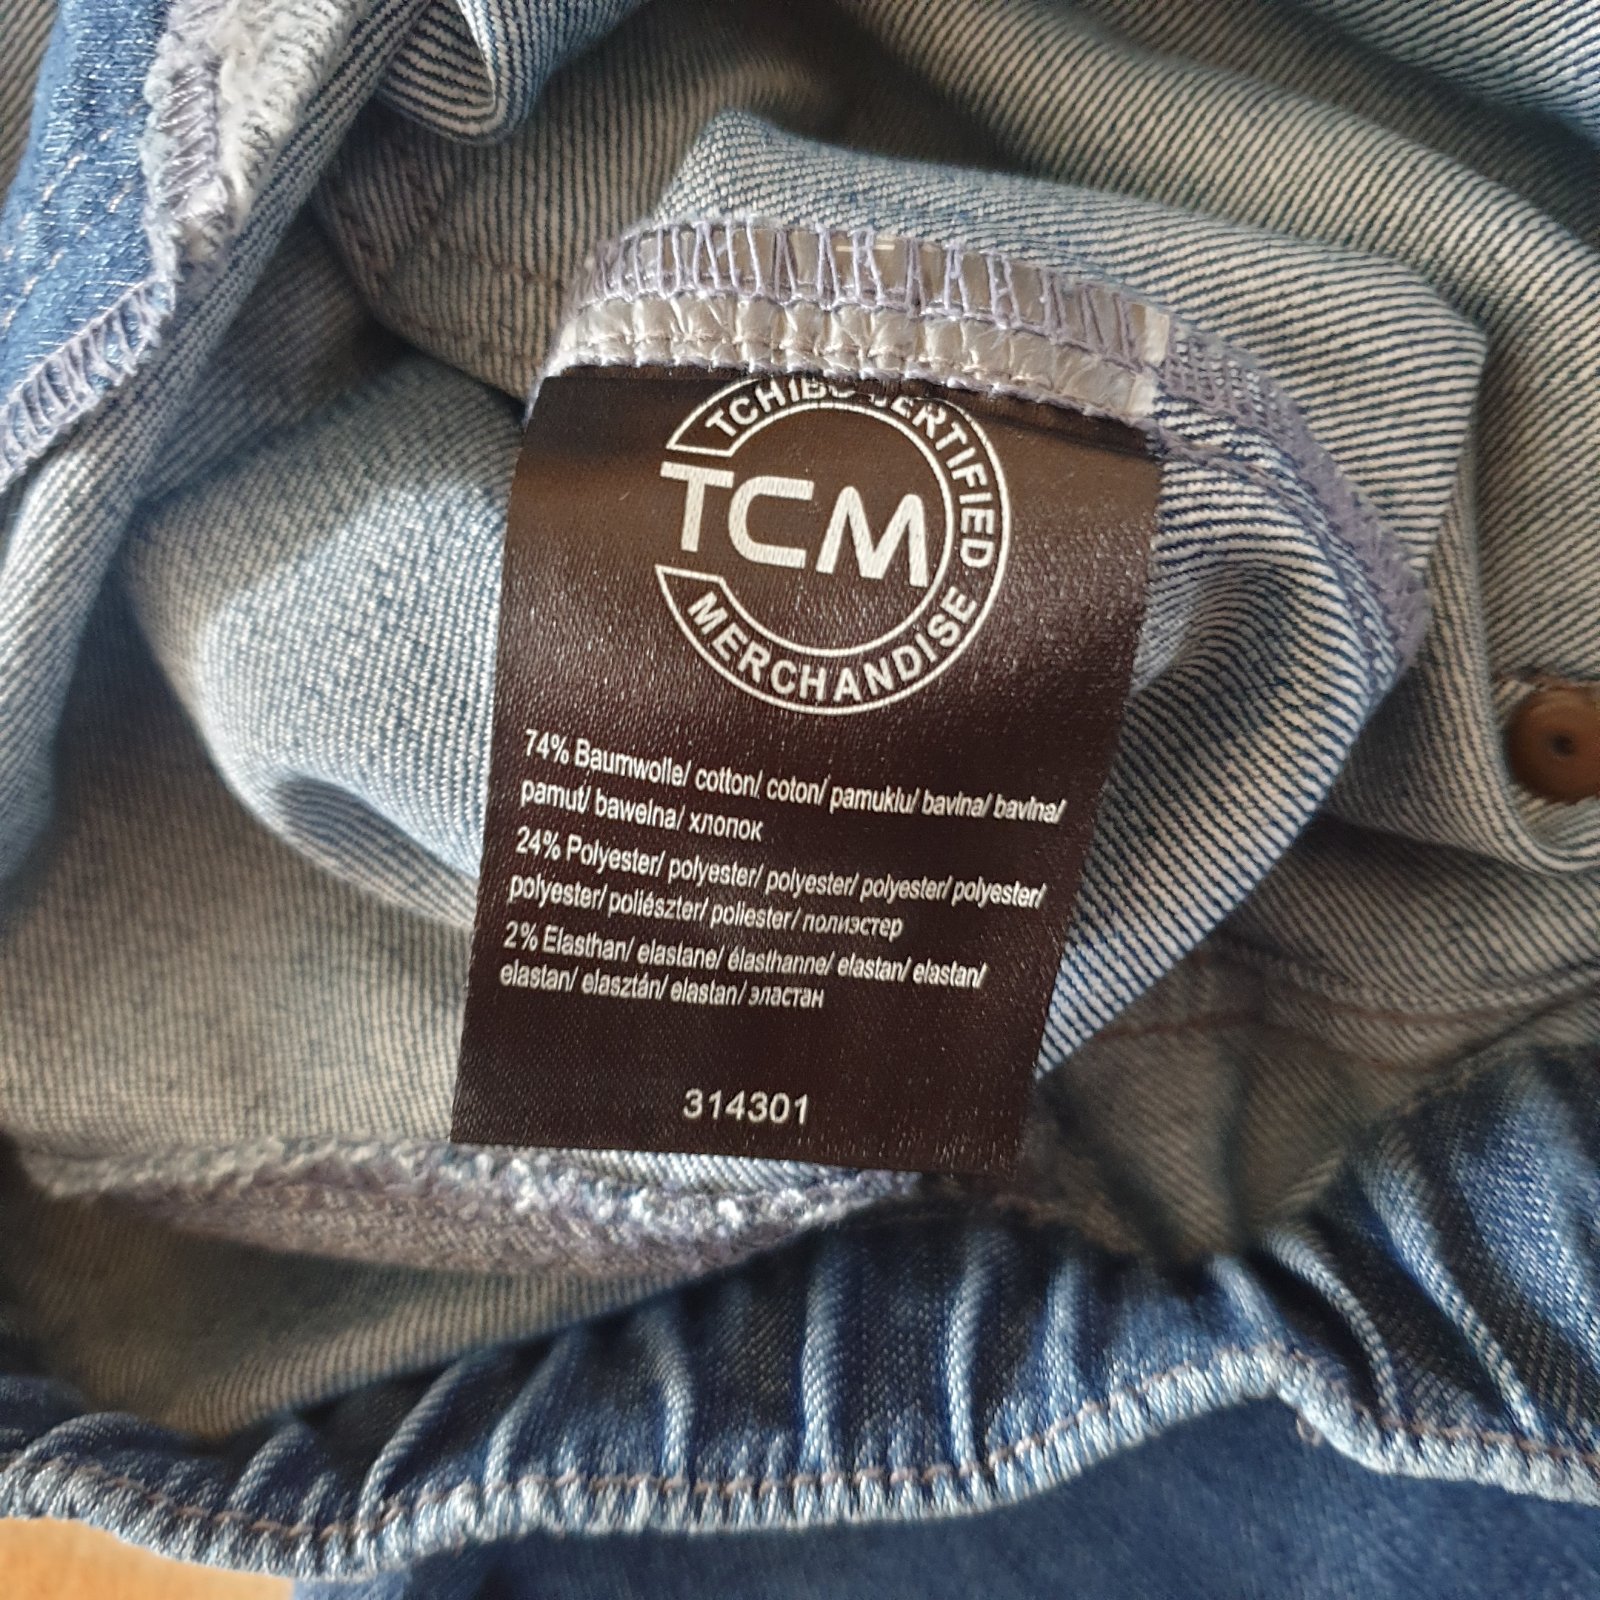 TCHIBO CERTIFIED
TCM
MERCHANDISE
74% Baumwolle/ cotton/ coton/ pamuklu/ bavlna/ bavlna/
pamut/ bawełna/ хлопок
24% Polyester/ polyester/ polyester/ polyester/ polyester/
polyester/ poliészter/ poliester/ полиэстер
2% Elasthan/ elastane/ élasthanne/ elastan/ elastan/
elastan/ elasztán/ elastan/ эластан
314301